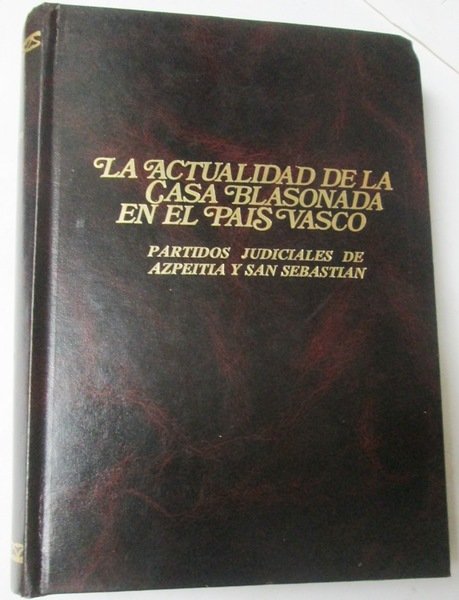 LA ACTUALIDAD DE LA
CASA BLASONADA
EN EL PAIS VASCO
PARTIDOS JUDICIALES DE
AZPEITIA Y SAN SEBASTIAN